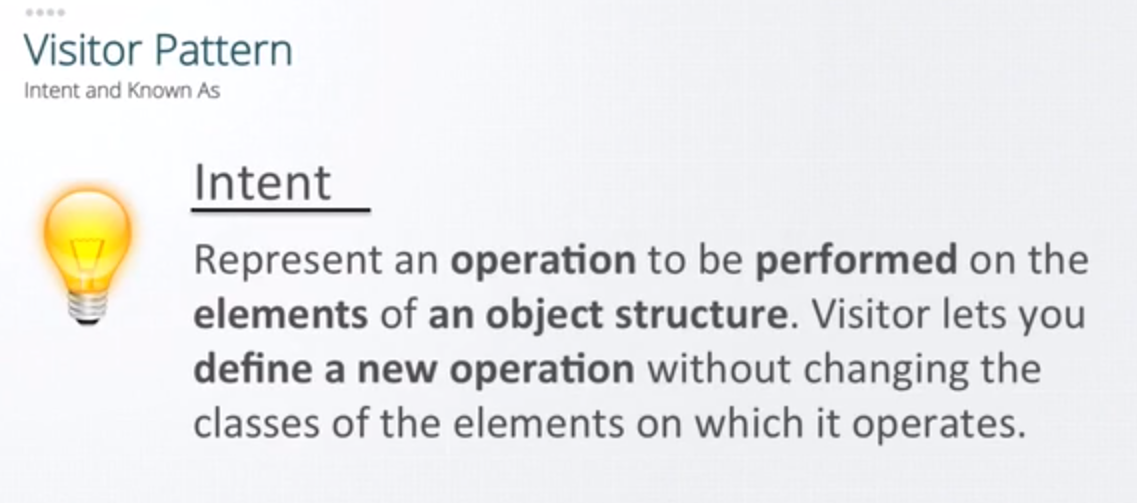 Visitor Pattern
Intent and Known As
Intent
Represent an operation to be performed on the
elements of an object structure. Visitor lets you
define a new operation without changing the
classes of the elements on which it operates.